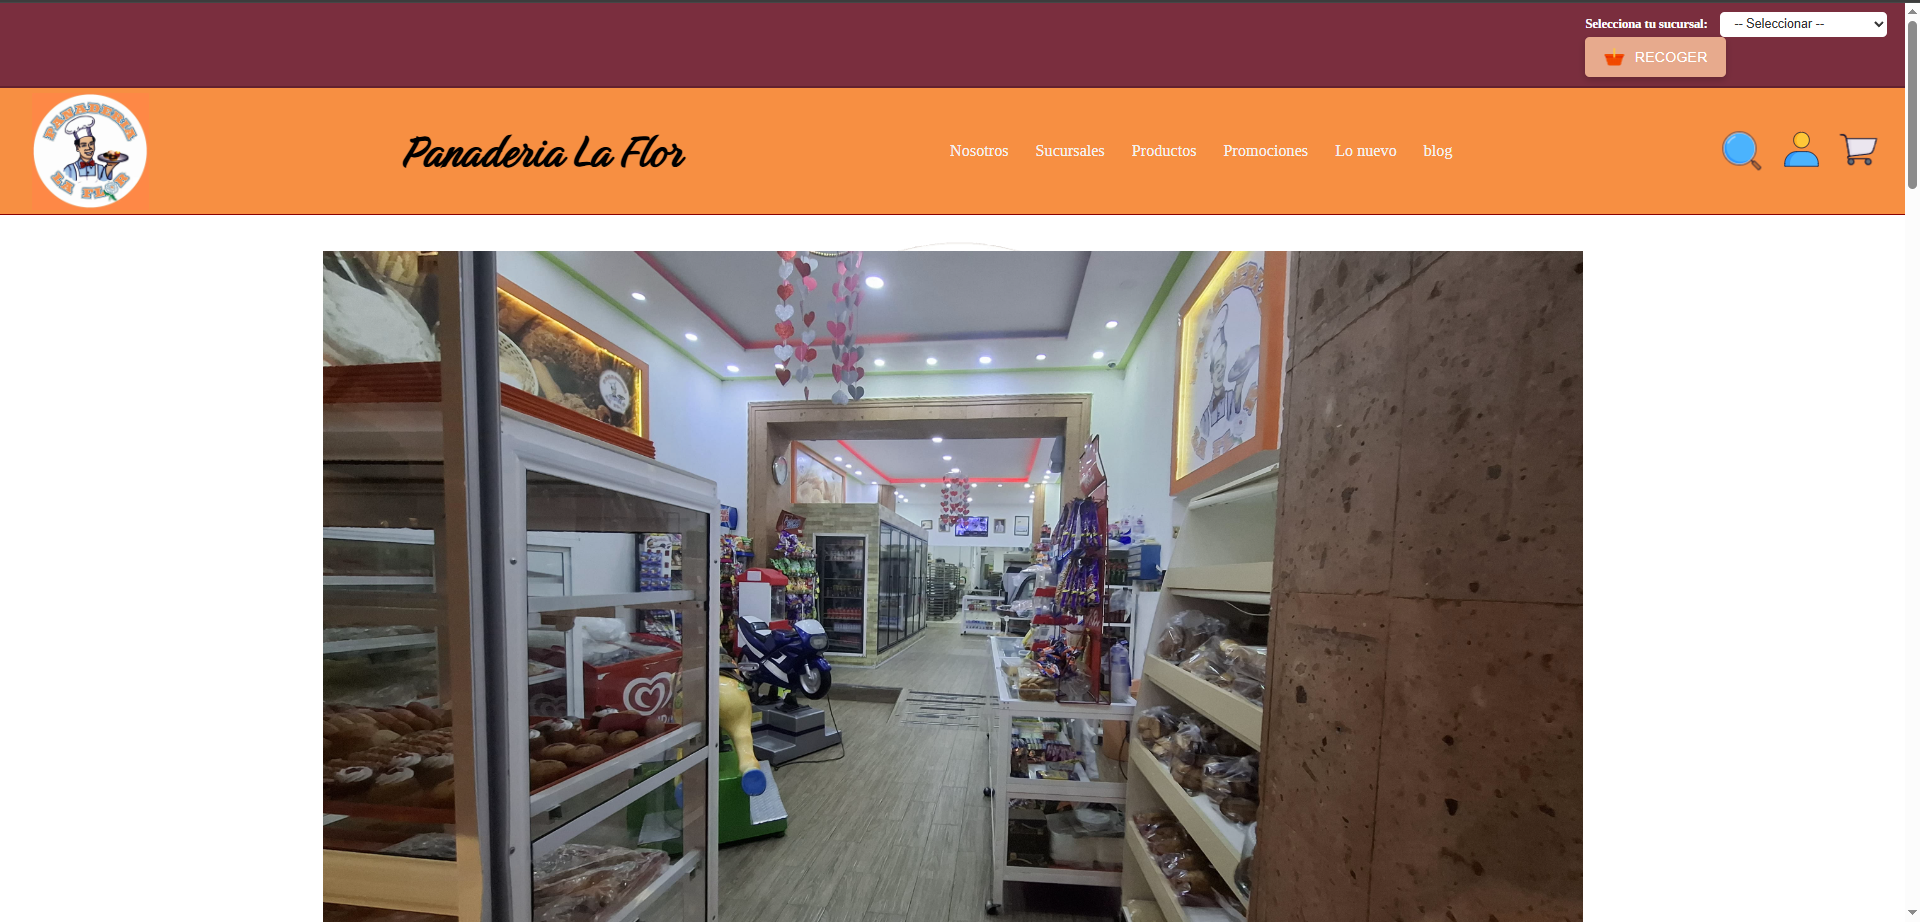 Selecciona tu sucursal:
-- Seleccionar --
RECOGER
PANADERIA
LA FLOR
Panaderia La Flor
Nosotros
Sucursales
Productos
Promociones
Lo nuevo
blog